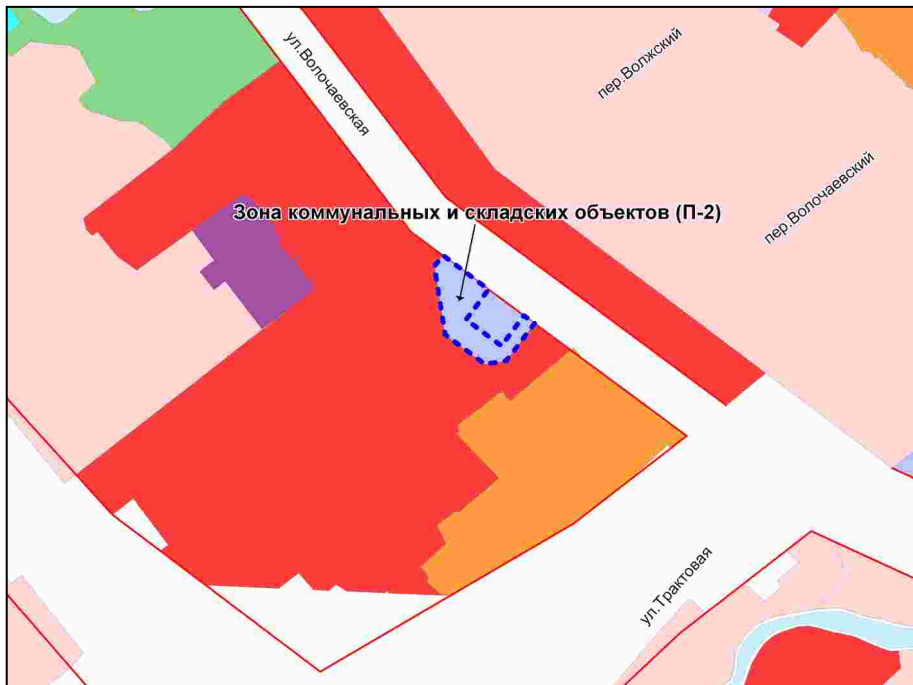 ул.Волочаевская
пер.Волжский
пер.Волочаевский
Зона коммунальных и складских объектов (П-2)
ул.Трактовая